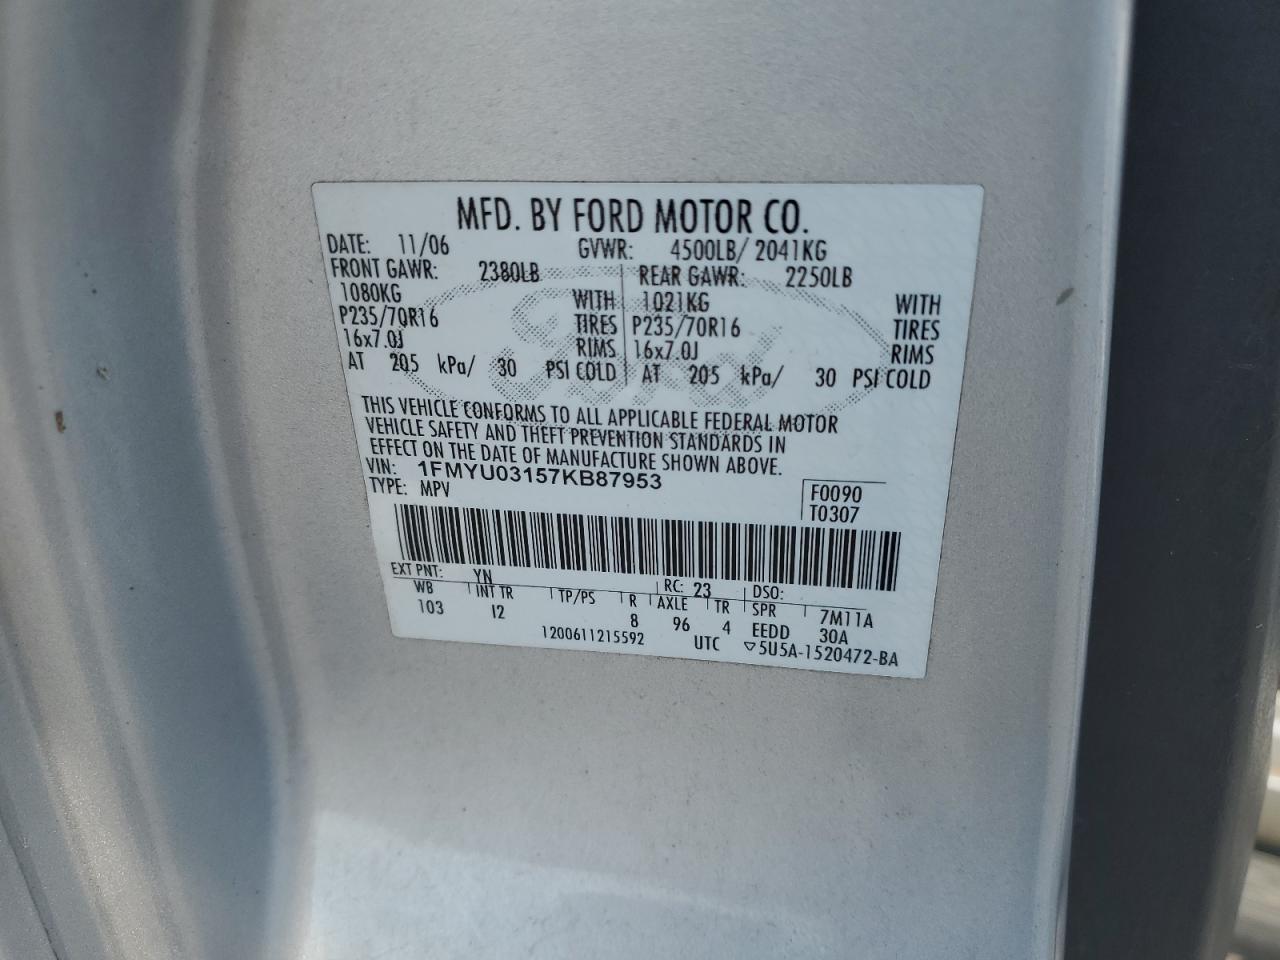 MFD. BY FORD MOTOR CO.
DATE: 11/06 GVWR: 4500LB/ 2041KG
FRONT GAWR: 2380LB REAR GAWR: 2250LB
1080KG WITH 1021KG WITH
P235/70R16 TIRES P235/70R16 TIRES
16x7.0J RIMS 16x7.0J RIMS
AT 205 kPa/ 30 PSI COLD AT 205 kPa/ 30 PSI COLD
THIS VEHICLE CONFORMS TO ALL APPLICABLE FEDERAL MOTOR
VEHICLE SAFETY AND THEFT PREVENTION STANDARDS IN
EFFECT ON THE DATE OF MANUFACTURE SHOWN ABOVE.
VIN: 1FMYU03157KB87953
TYPE: MPV
F0090
T0307
EXT PNT: YN RC: 23 DSO:
WB INT TR TP/PS R AXLE TR SPR 7M11A
103 I2 8 96 4 EEDD 30A
1200611215592 UTC ▽5U5A-1520472-BA
Ford